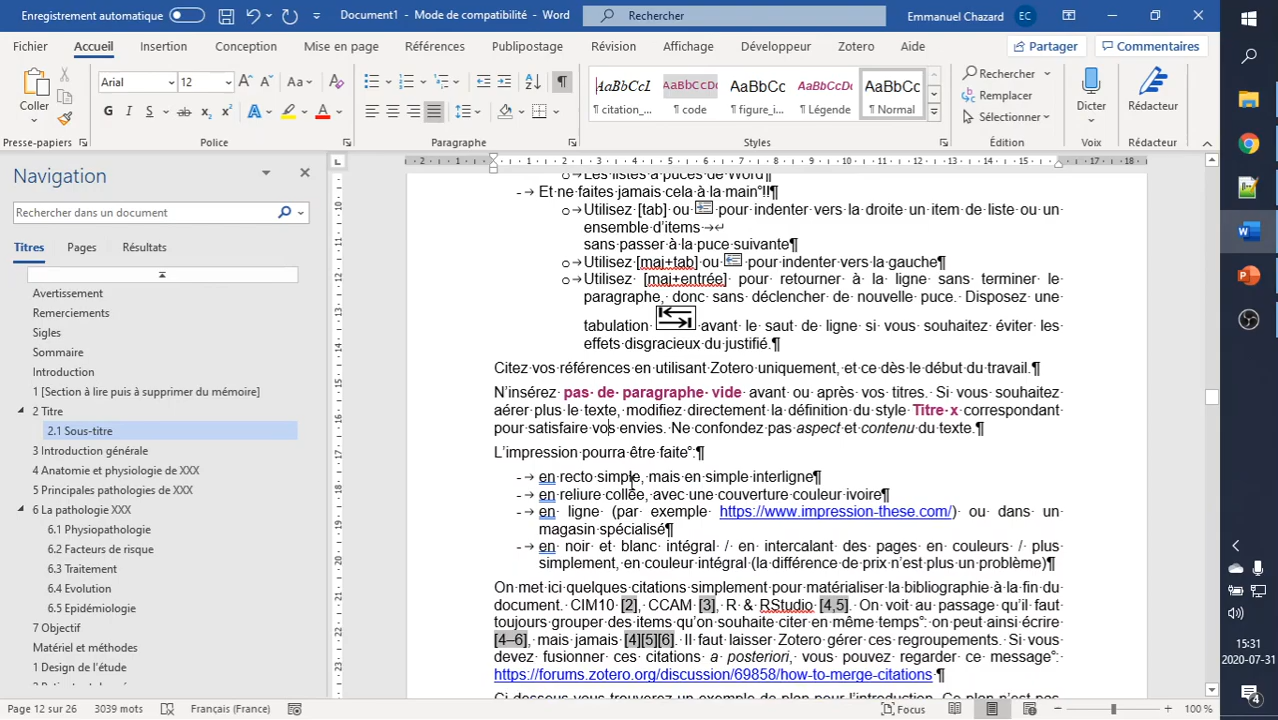 Enregistrement automatique
Document1 - Mode de compatibilité - Word
Rechercher
Emmanuel Chazard
EC
Fichier
Accueil
Insertion
Conception
Mise en page
Références
Publipostage
Révision
Affichage
Développeur
Zotero
Aide
Partager
Commentaires
Coller
Arial
12
AaBbCcI
AaBbCcDc
AaBbCc
AaBbCcDc
AaBbCc
¶ citation_...
¶ code
¶ figure_i...
¶ Légende
¶ Normal
Rechercher
Remplacer
Sélectionner
Dicter
Rédacteur
Presse-papiers
Police
Paragraphe
Styles
Édition
Voix
Rédacteur
Navigation
Rechercher dans un document
Titres
Pages
Résultats
Avertissement
Remerciements
Sigles
Sommaire
Introduction
1 [Section à lire puis à supprimer du mémoire]
2 Titre
2.1 Sous-titre
3 Introduction générale
4 Anatomie et physiologie de XXX
5 Principales pathologies de XXX
6 La pathologie XXX
6.1 Physiopathologie
6.2 Facteurs de risque
6.3 Traitement
6.4 Evolution
6.5 Epidémiologie
7 Objectif
Matériel et méthodes
1 Design de l'étude
o→Les·listes·à·puces·de·Word¶
-→Et·ne·faites·jamais·cela·à·la·main°!!¶
o→Utilisez·[tab]·ou· ·pour·indenter·vers·la·droite·un·item·de·liste·ou·un·
ensemble·d'items·→↵
sans·passer·à·la·puce·suivante¶
o→Utilisez·[maj+tab]·ou· ·pour·indenter·vers·la·gauche¶
o→Utilisez·[maj+entrée]·pour·retourner·à·la·ligne·sans·terminer·le·
paragraphe,·donc·sans·déclencher·de·nouvelle·puce.·Disposez·une·
tabulation· ·avant·le·saut·de·ligne·si·vous·souhaitez·éviter·les·
effets·disgracieux·du·justifié.¶
Citez·vos·références·en·utilisant·Zotero·uniquement,·et·ce·dès·le·début·du·travail.¶
N'insérez·pas·de·paragraphe·vide·avant·ou·après·vos·titres.·Si·vous·souhaitez·
aérer·plus·le·texte,·modifiez·directement·la·définition·du·style·Titre·x·correspondant·
pour·satisfaire·vos·envies.·Ne·confondez·pas·aspect·et·contenu·du·texte.¶
L'impression·pourra·être·faite°:¶
-→en·recto·simple,·mais·en·simple·interligne¶
-→en·reliure·collée,·avec·une·couverture·couleur·ivoire¶
-→en·ligne·(par·exemple·https://www.impression-these.com/)·ou·dans·un·
magasin·spécialisé¶
-→en·noir·et·blanc·intégral·/·en·intercalant·des·pages·en·couleurs·/·plus·
simplement,·en·couleur·intégral·(la·différence·de·prix·n'est·plus·un·problème)¶
On·met·ici·quelques·citations·simplement·pour·matérialiser·la·bibliographie·à·la·fin·du·
document.·CIM10·[2],·CCAM·[3],·R·&·RStudio·[4,5].·On·voit·au·passage·qu'il·faut·
toujours·grouper·des·items·qu'on·souhaite·citer·en·même·temps°:·on·peut·ainsi·écrire·
[4–6],·mais·jamais·[4][5][6].·Il·faut·laisser·Zotero·gérer·ces·regroupements.·Si·vous·
devez·fusionner·ces·citations·a·posteriori,·vous·pouvez·regarder·ce·message°:·
https://forums.zotero.org/discussion/69858/how-to-merge-citations·¶
Ci-dessous·vous·trouverez·un·exemple·de·plan·pour·l'introduction.·Ce·plan·n'est·pas·
Page 12 sur 26
3039 mots
Français (France)
Focus
100 %
15:31
2020-07-31
4